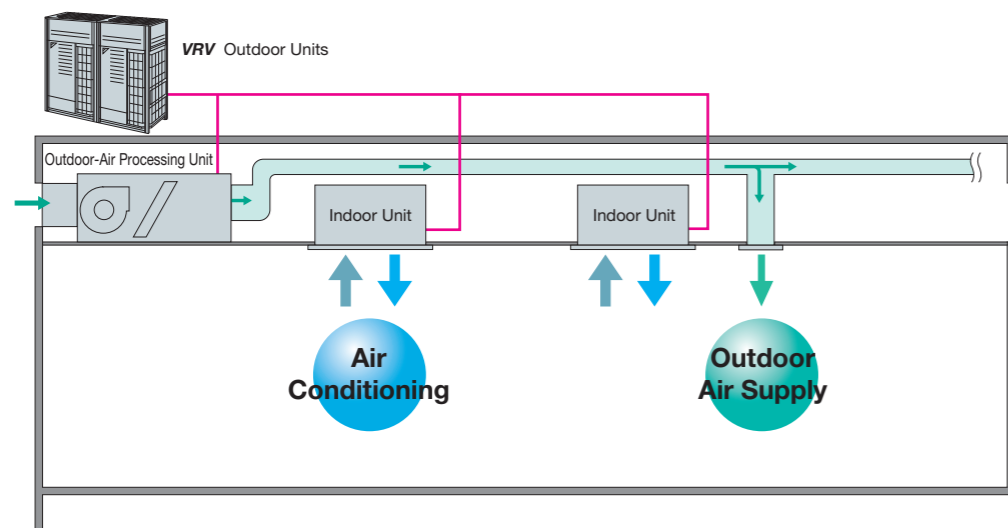 VRV Outdoor Units
Outdoor-Air Processing Unit
Indoor Unit
Indoor Unit
Air
Conditioning
Outdoor
Air Supply